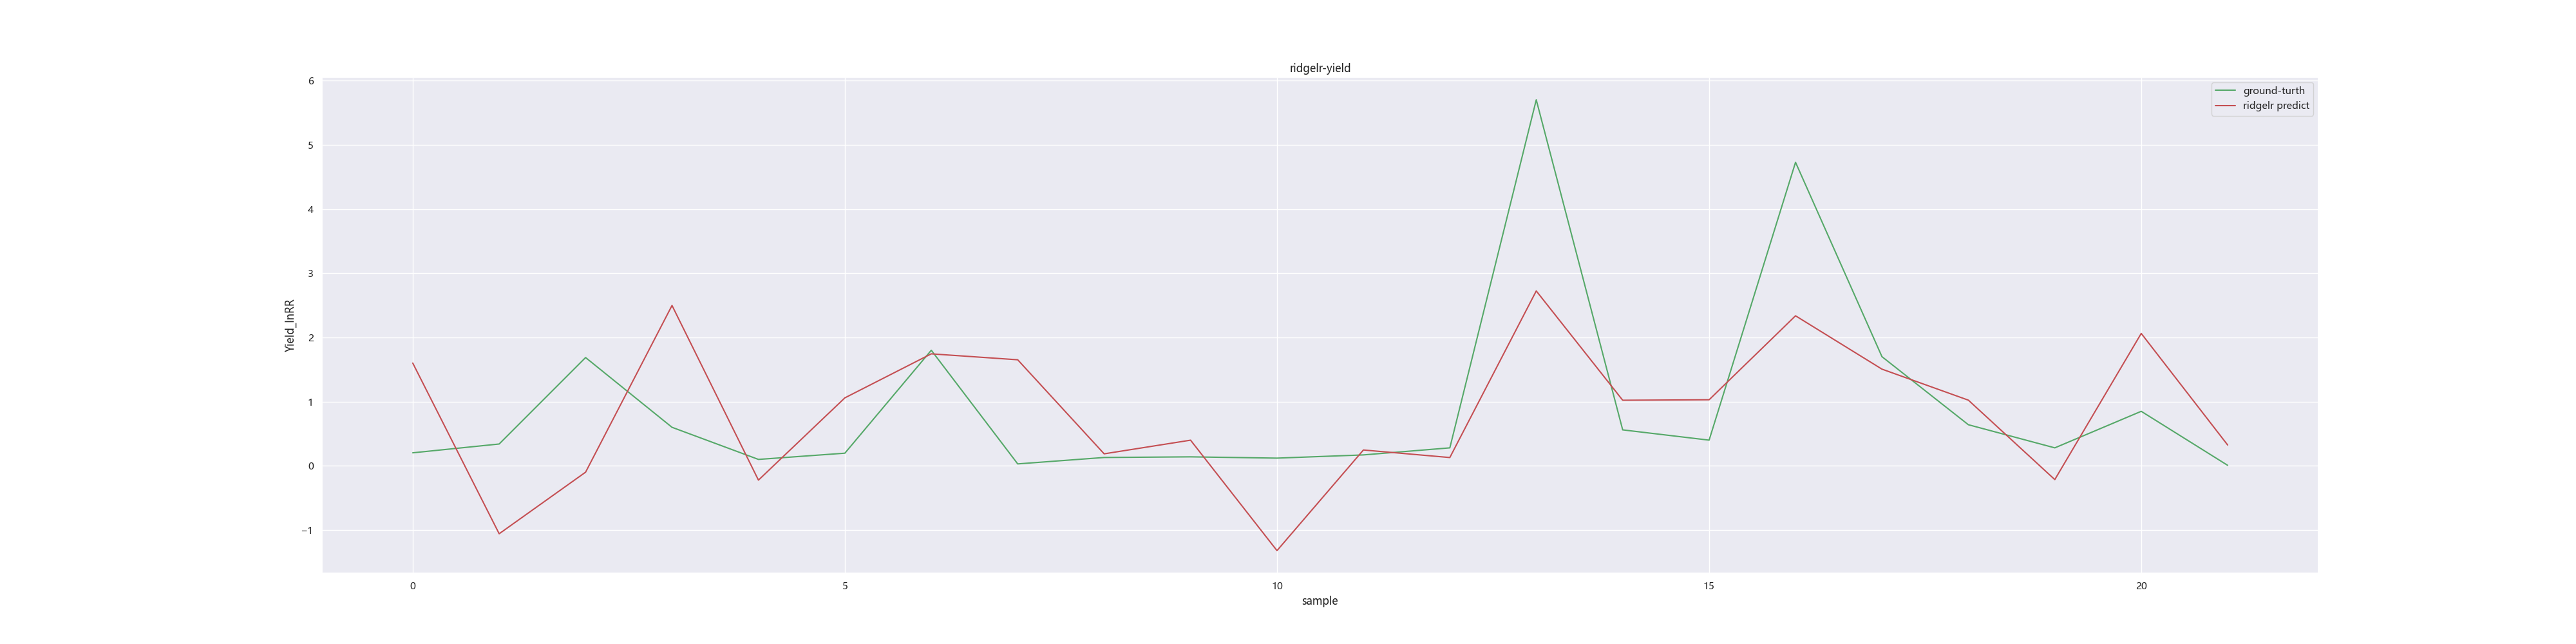 ridgelr-yield
6
5
4
3
2
1
0
−1
Yield_lnRR
ground-turth
ridgelr predict
0 5 10 15 20
sample